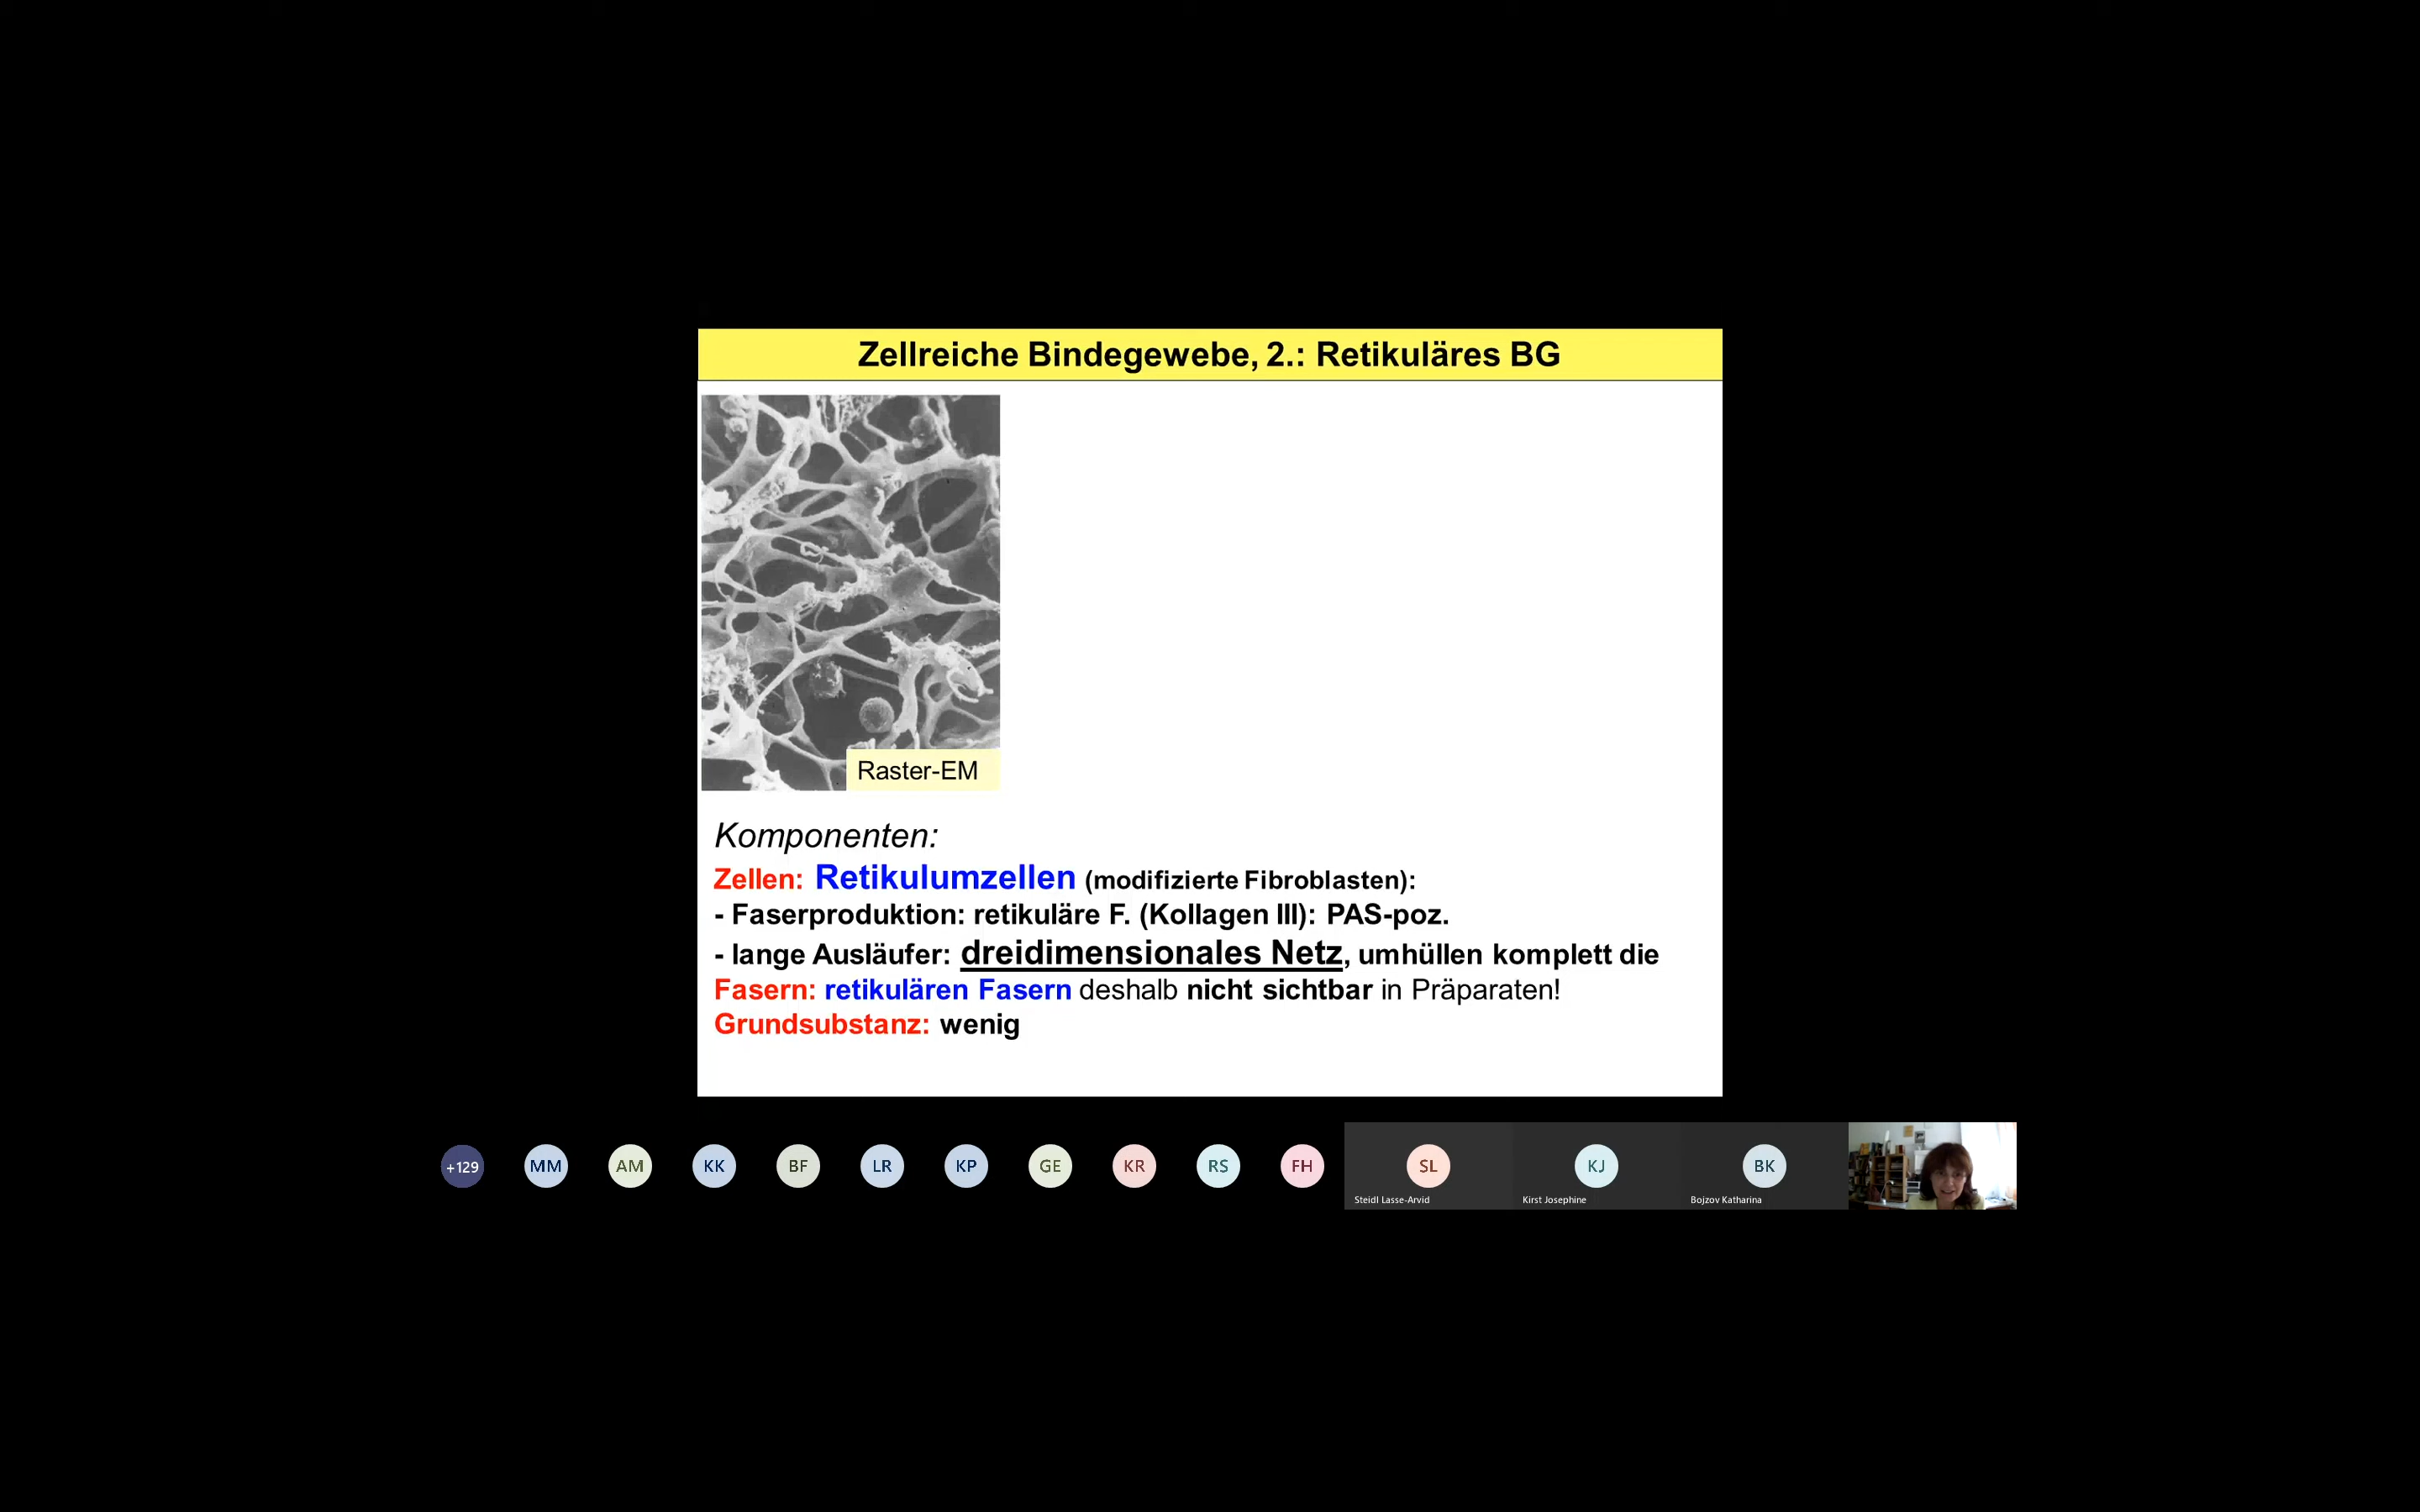 Zellreiche Bindegewebe, 2.: Retikuläres BG
Raster-EM
Komponenten:
Zellen: Retikulumzellen (modifizierte Fibroblasten):
- Faserproduktion: retikuläre F. (Kollagen III): PAS-poz.
- lange Ausläufer: dreidimensionales Netz, umhüllen komplett die
Fasern: retikulären Fasern deshalb nicht sichtbar in Präparaten!
Grundsubstanz: wenig
+129 MM AM KK BF LR KP GE KR RS FH SL KJ BK
Steidl Lasse-Arvid Kirst Josephine Bojzov Katharina